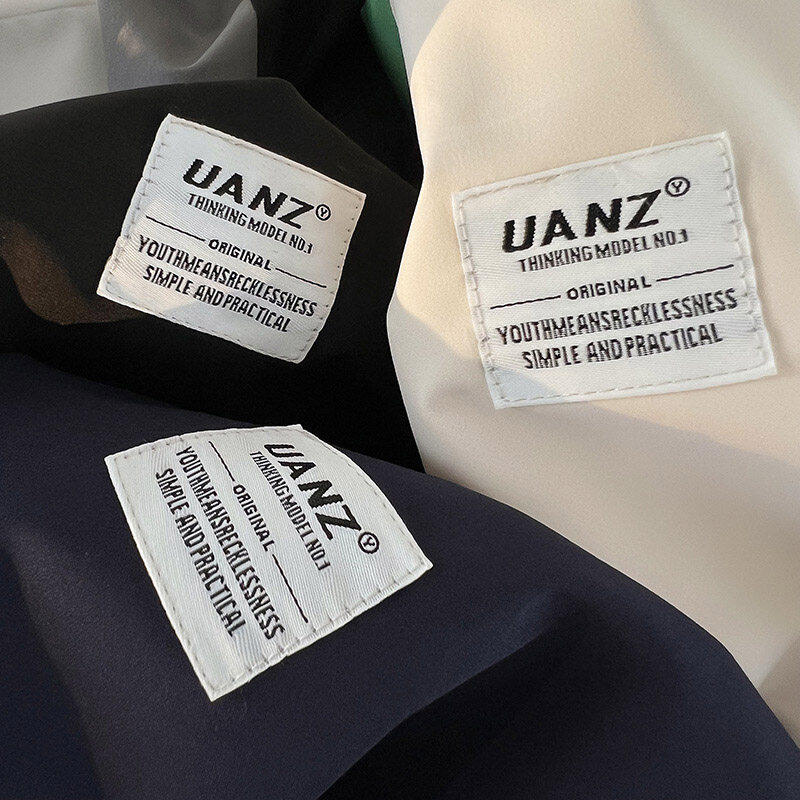 UANZ Ⓨ
THINKING MODEL NO.1
ORIGINAL
YOUTHMEANSRECKLESSNESS
SIMPLE AND PRACTICAL
UANZ Ⓨ
THINKING MODEL NO.1
ORIGINAL
YOUTHMEANSRECKLESSNESS
SIMPLE AND PRACTICAL
UANZ Ⓨ
THINKING MODEL NO.1
ORIGINAL
YOUTHMEANSRECKLESSNESS
SIMPLE AND PRACTICAL